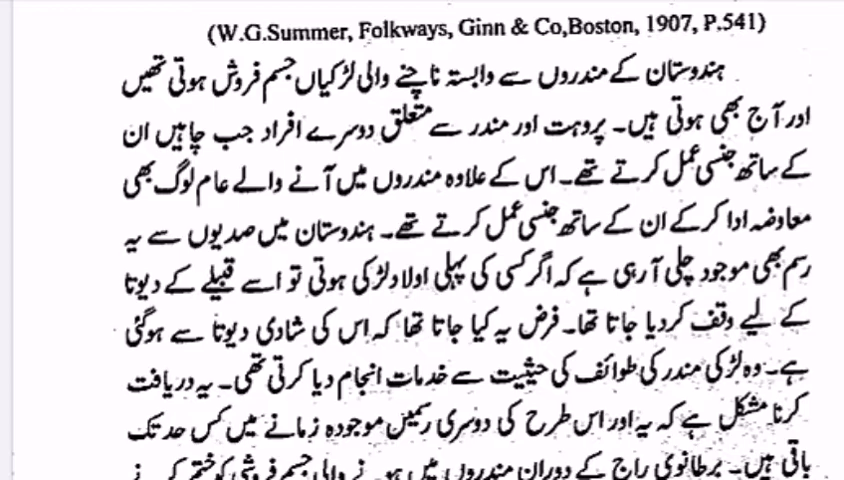 (W.G.Summer, Folkways, Ginn & Co,Boston, 1907, P.541)
ہندوستان کے مندروں سے وابستہ ناچنے والی لڑکیاں جسم فروش ہوتی تھیں
اور آج بھی ہوتی ہیں۔ پروہت اور مندر سے متعلق دوسرے افراد جب چاہیں ان
کے ساتھ جنسی عمل کرتے تھے۔ اس کے علاوہ مندروں میں آنے والے عام لوگ بھی
معاوضہ ادا کر کے ان کے ساتھ جنسی عمل کرتے تھے۔ ہندوستان میں صدیوں سے یہ
رسم بھی موجود چلی آ رہی ہے کہ اگر کسی کی پہلی اولاد لڑکی ہوتی تو اسے قبیلے کے دیوتا
کے لیے وقف کر دیا جاتا تھا۔ فرض یہ کیا جاتا تھا کہ اس کی شادی دیوتا سے ہو گئی
ہے۔ وہ لڑکی مندر کی طوائف کی حیثیت سے خدمات انجام دیا کرتی تھی۔ یہ دریافت
کرنا مشکل ہے کہ یہ اور اس طرح کی دوسری رسمیں موجودہ زمانے میں کس حد تک
باقی ہیں۔ برطانوی راج کے دوران مندروں میں ہونے والی جسم فروشی کو ختم کرنے